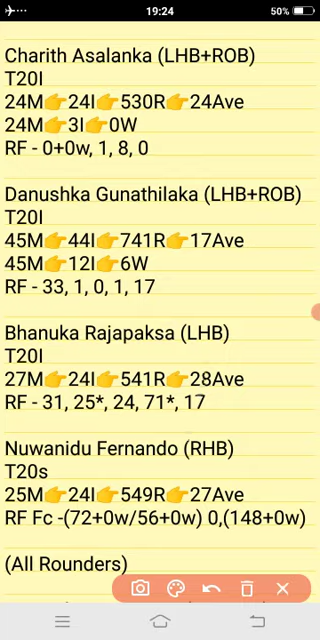 19:24
50%
Charith Asalanka (LHB+ROB)
T20I
24M👉24I👉530R👉24Ave
24M👉3I👉0W
RF - 0+0w, 1, 8, 0
Danushka Gunathilaka (LHB+ROB)
T20I
45M👉44I👉741R👉17Ave
45M👉12I👉6W
RF - 33, 1, 0, 1, 17
Bhanuka Rajapaksa (LHB)
T20I
27M👉24I👉541R👉28Ave
RF - 31, 25*, 24, 71*, 17
Nuwanidu Fernando (RHB)
T20s
25M👉24I👉549R👉27Ave
RF Fc -(72+0w/56+0w) 0,(148+0w)
(All Rounders)